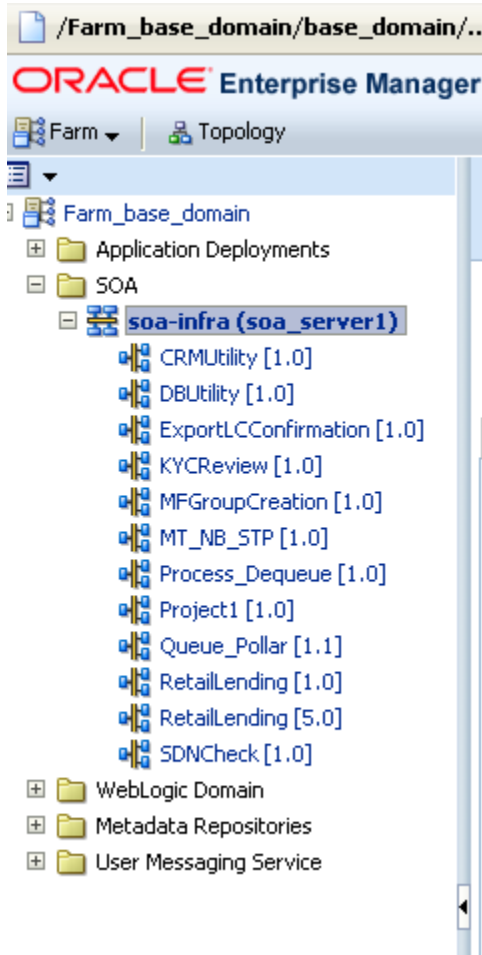 /Farm_base_domain/base_domain/..
ORACLE Enterprise Manager
Farm Topology
Farm_base_domain
Application Deployments
SOA
soa-infra (soa_server1)
CRMUtility [1.0]
DBUtility [1.0]
ExportLCConfirmation [1.0]
KYCReview [1.0]
MFGroupCreation [1.0]
MT_NB_STP [1.0]
Process_Dequeue [1.0]
Project1 [1.0]
Queue_Pollar [1.1]
RetailLending [1.0]
RetailLending [5.0]
SDNCheck [1.0]
WebLogic Domain
Metadata Repositories
User Messaging Service